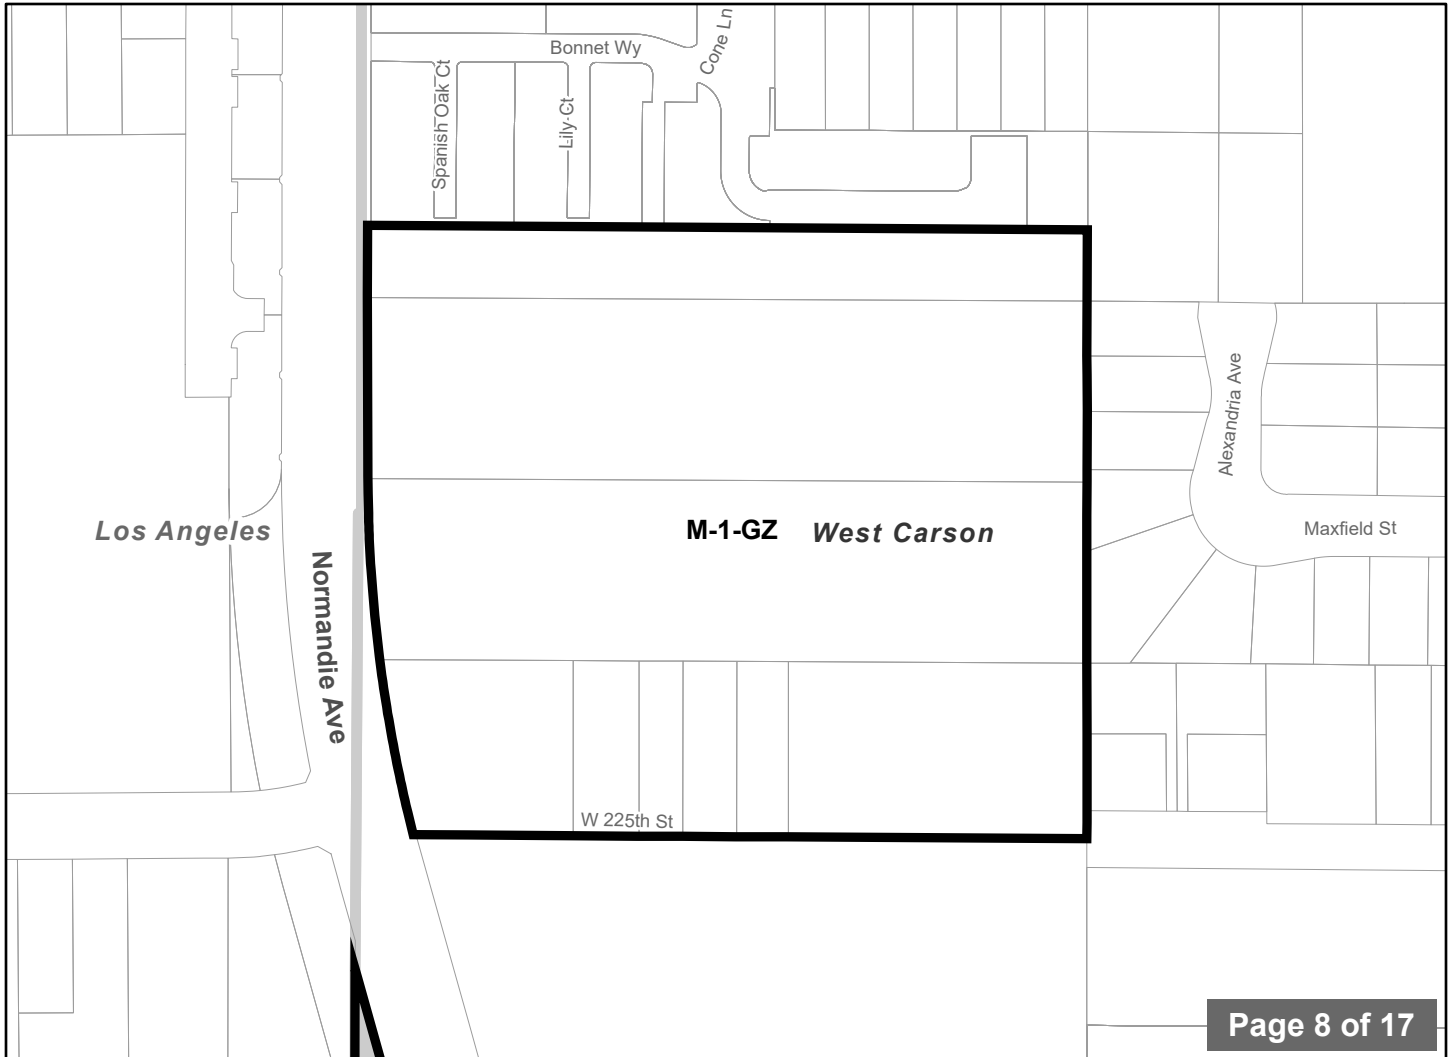 Bonnet Wy
Cone Ln
Spanish Oak Ct
Lily Ct
Alexandria Ave
Los Angeles
M-1-GZ
West Carson
Maxfield St
Normandie Ave
W 225th St
Page 8 of 17